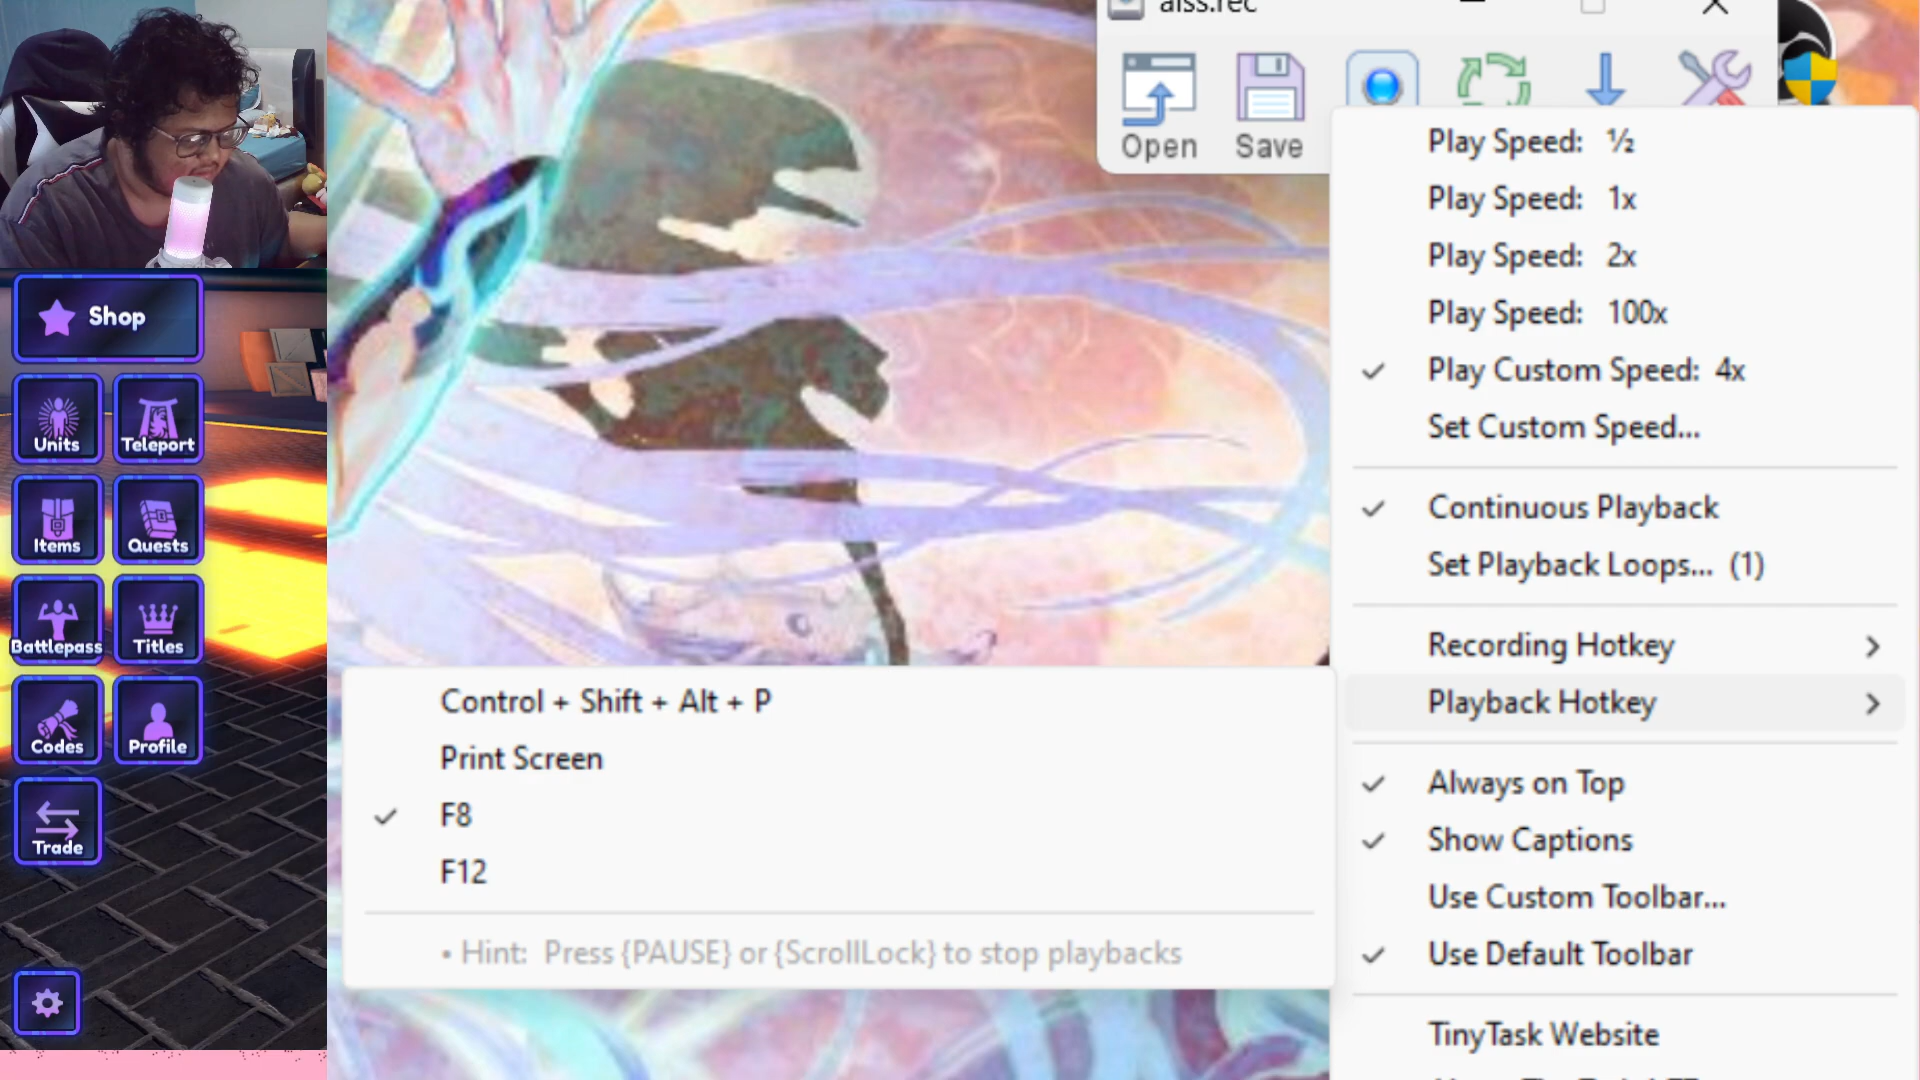 aiss.rec
Open
Save
Play Speed: ½
Play Speed: 1x
Play Speed: 2x
Play Speed: 100x
Play Custom Speed: 4x
Set Custom Speed...
Continuous Playback
Set Playback Loops... (1)
Recording Hotkey
Playback Hotkey
Always on Top
Show Captions
Use Custom Toolbar...
Use Default Toolbar
TinyTask Website
Control + Shift + Alt + P
Print Screen
F8
F12
• Hint: Press {PAUSE} or {ScrollLock} to stop playbacks
Shop
Units
Teleport
Items
Quests
Battlepass
Titles
Codes
Profile
Trade